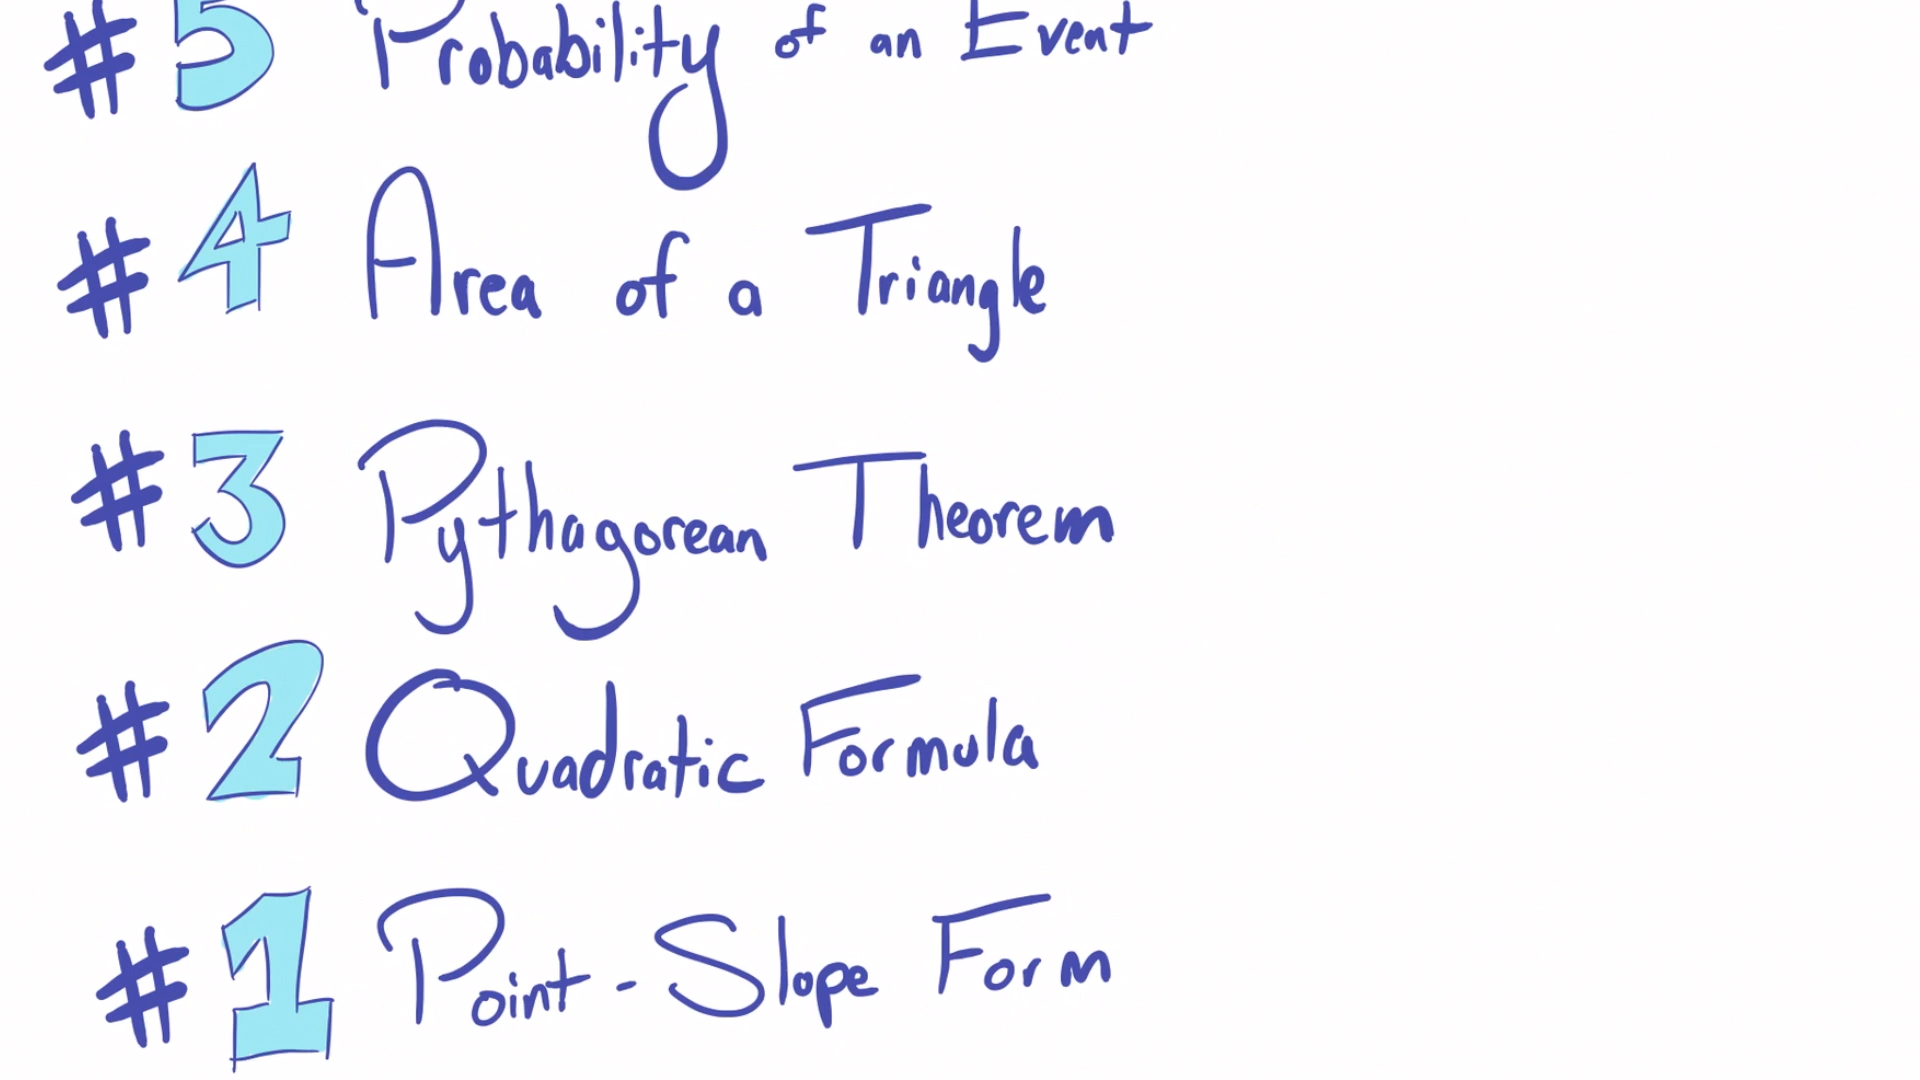 #5 Probability of an Event
#4 Area of a Triangle
#3 Pythagorean Theorem
#2 Quadratic Formula
#1 Point-Slope Form